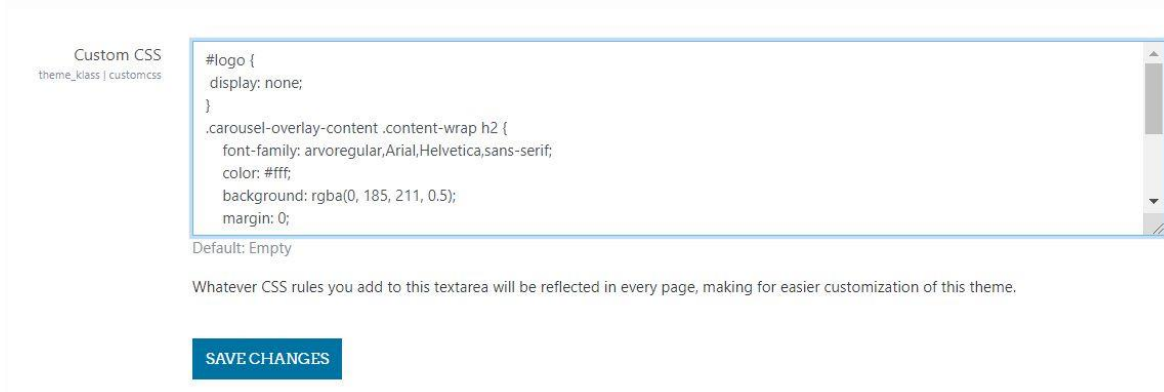 Custom CSS
theme_klass | customcss
#logo {
display: none;
}
.carousel-overlay-content .content-wrap h2 {
font-family: arvoregular,Arial,Helvetica,sans-serif;
color: #fff;
background: rgba(0, 185, 211, 0.5);
margin: 0;
Default: Empty
Whatever CSS rules you add to this textarea will be reflected in every page, making for easier customization of this theme.
SAVE CHANGES